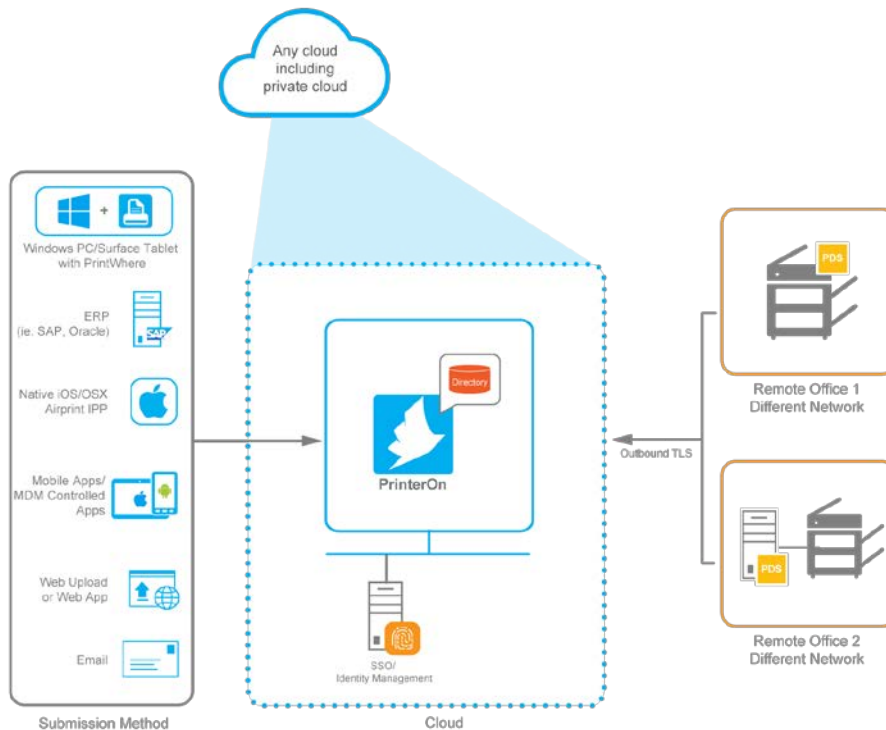 Any cloud
including
private cloud
+
Windows PC/Surface Tablet
with PrintWhere
ERP
(ie. SAP, Oracle)
SAP
Native iOS/OSX
Airprint IPP
Mobile Apps/
MDM Controlled
Apps
Web Upload
or Web App
Email
Submission Method
Directory
PrinterOn
SSO/
Identity Management
Cloud
Outbound TLS
PDS
Remote Office 1
Different Network
PDS
Remote Office 2
Different Network